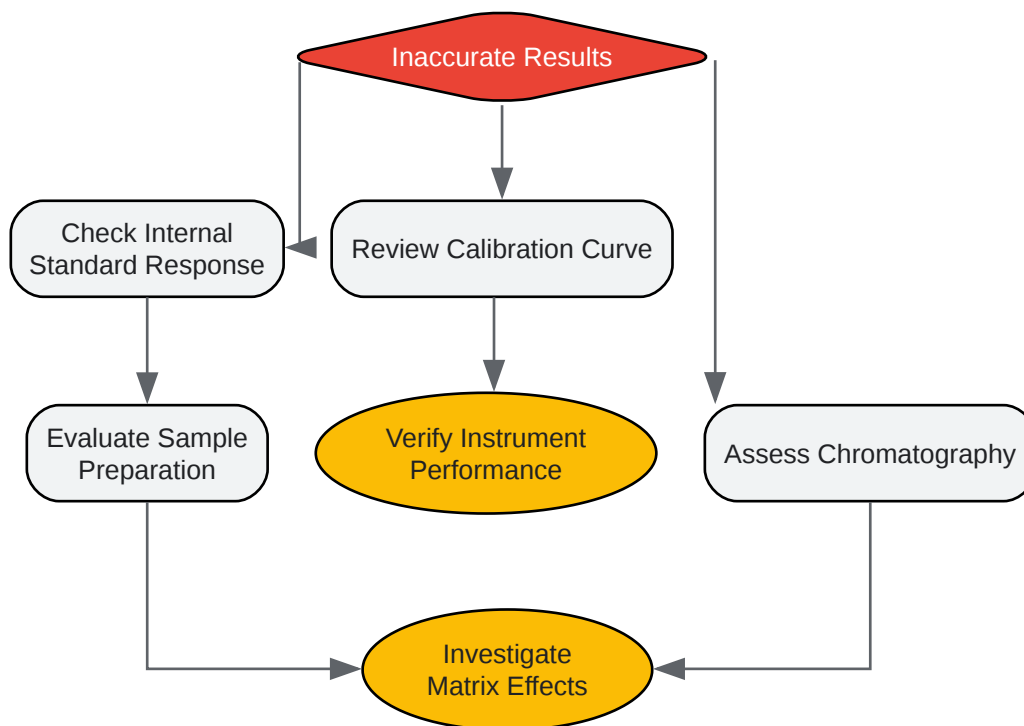 Inaccurate Results
Check Internal
Standard Response
Review Calibration Curve
Evaluate Sample
Preparation
Verify Instrument
Performance
Assess Chromatography
Investigate
Matrix Effects